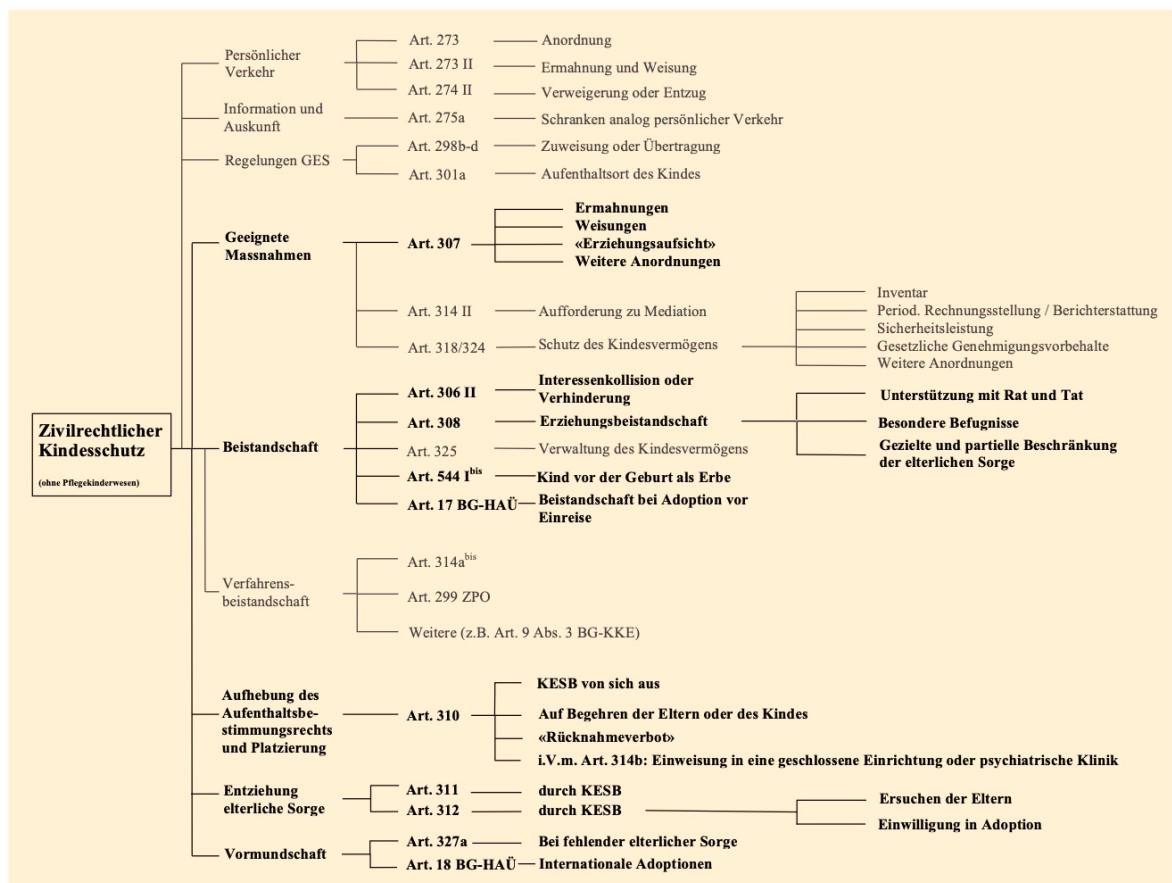 Persönlicher
Verkehr
Art. 273
Anordnung
Art. 273 II
Ermahnung und Weisung
Art. 274 II
Verweigerung oder Entzug
Information und
Auskunft
Art. 275a
Schranken analog persönlicher Verkehr
Regelungen GES
Art. 298b-d
Zuweisung oder Übertragung
Art. 301a
Aufenthaltsort des Kindes
Geeignete
Massnahmen
Art. 307
Ermahnungen
Weisungen
«Erziehungsaufsicht»
Weitere Anordnungen
Art. 314 II
Aufforderung zu Mediation
Art. 318/324
Schutz des Kindesvermögens
Inventar
Period. Rechnungsstellung / Berichterstattung
Sicherheitsleistung
Gesetzliche Genehmigungsvorbehalte
Weitere Anordnungen
Zivilrechtlicher
Kindesschutz
(ohne Pflegekinderwesen)
Beistandschaft
Art. 306 II
Interessenkollision oder
Verhinderung
Art. 308
Erziehungsbeistandschaft
Unterstützung mit Rat und Tat
Besondere Befugnisse
Gezielte und partielle Beschränkung
der elterlichen Sorge
Art. 325
Verwaltung des Kindesvermögens
Art. 544 I^bis
Kind vor der Geburt als Erbe
Art. 17 BG-HAÜ
Beistandschaft bei Adoption vor
Einreise
Verfahrens-
beistandschaft
Art. 314a^bis
Art. 299 ZPO
Weitere (z.B. Art. 9 Abs. 3 BG-KKE)
Aufhebung des
Aufenthaltsbe-
stimmungsrechts
und Platzierung
Art. 310
KESB von sich aus
Auf Begehren der Eltern oder des Kindes
«Rücknahmeverbot»
i.V.m. Art. 314b: Einweisung in eine geschlossene Einrichtung oder psychiatrische Klinik
Entziehung
elterliche Sorge
Art. 311
durch KESB
Art. 312
durch KESB
Ersuchen der Eltern
Einwilligung in Adoption
Vormundschaft
Art. 327a
Bei fehlender elterlicher Sorge
Art. 18 BG-HAÜ
Internationale Adoptionen